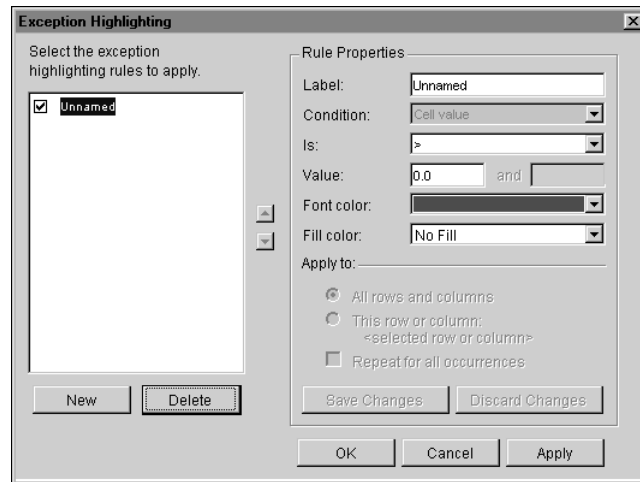 Exception Highlighting
Select the exception
highlighting rules to apply.
Unnamed
New
Delete
Rule Properties
Label:
Unnamed
Condition:
Cell value
Is:
>
Value:
0.0
and
Font color:
Fill color:
No Fill
Apply to:
All rows and columns
This row or column:
<selected row or column>
Repeat for all occurrences
Save Changes
Discard Changes
OK
Cancel
Apply